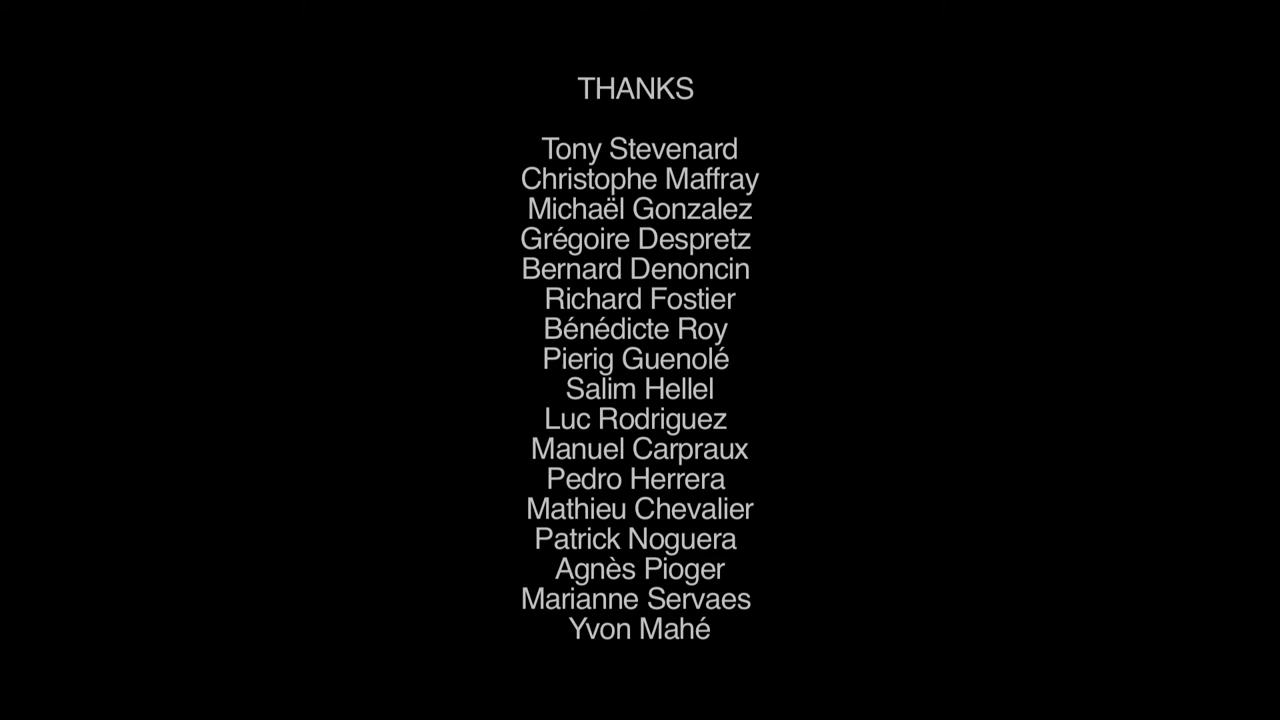 THANKS
Tony Stevenard
Christophe Maffray
Michaël Gonzalez
Grégoire Despretz
Bernard Denoncin
Richard Fostier
Bénédicte Roy
Pierig Guenolé
Salim Hellel
Luc Rodriguez
Manuel Carpraux
Pedro Herrera
Mathieu Chevalier
Patrick Noguera
Agnès Pioger
Marianne Servaes
Yvon Mahé